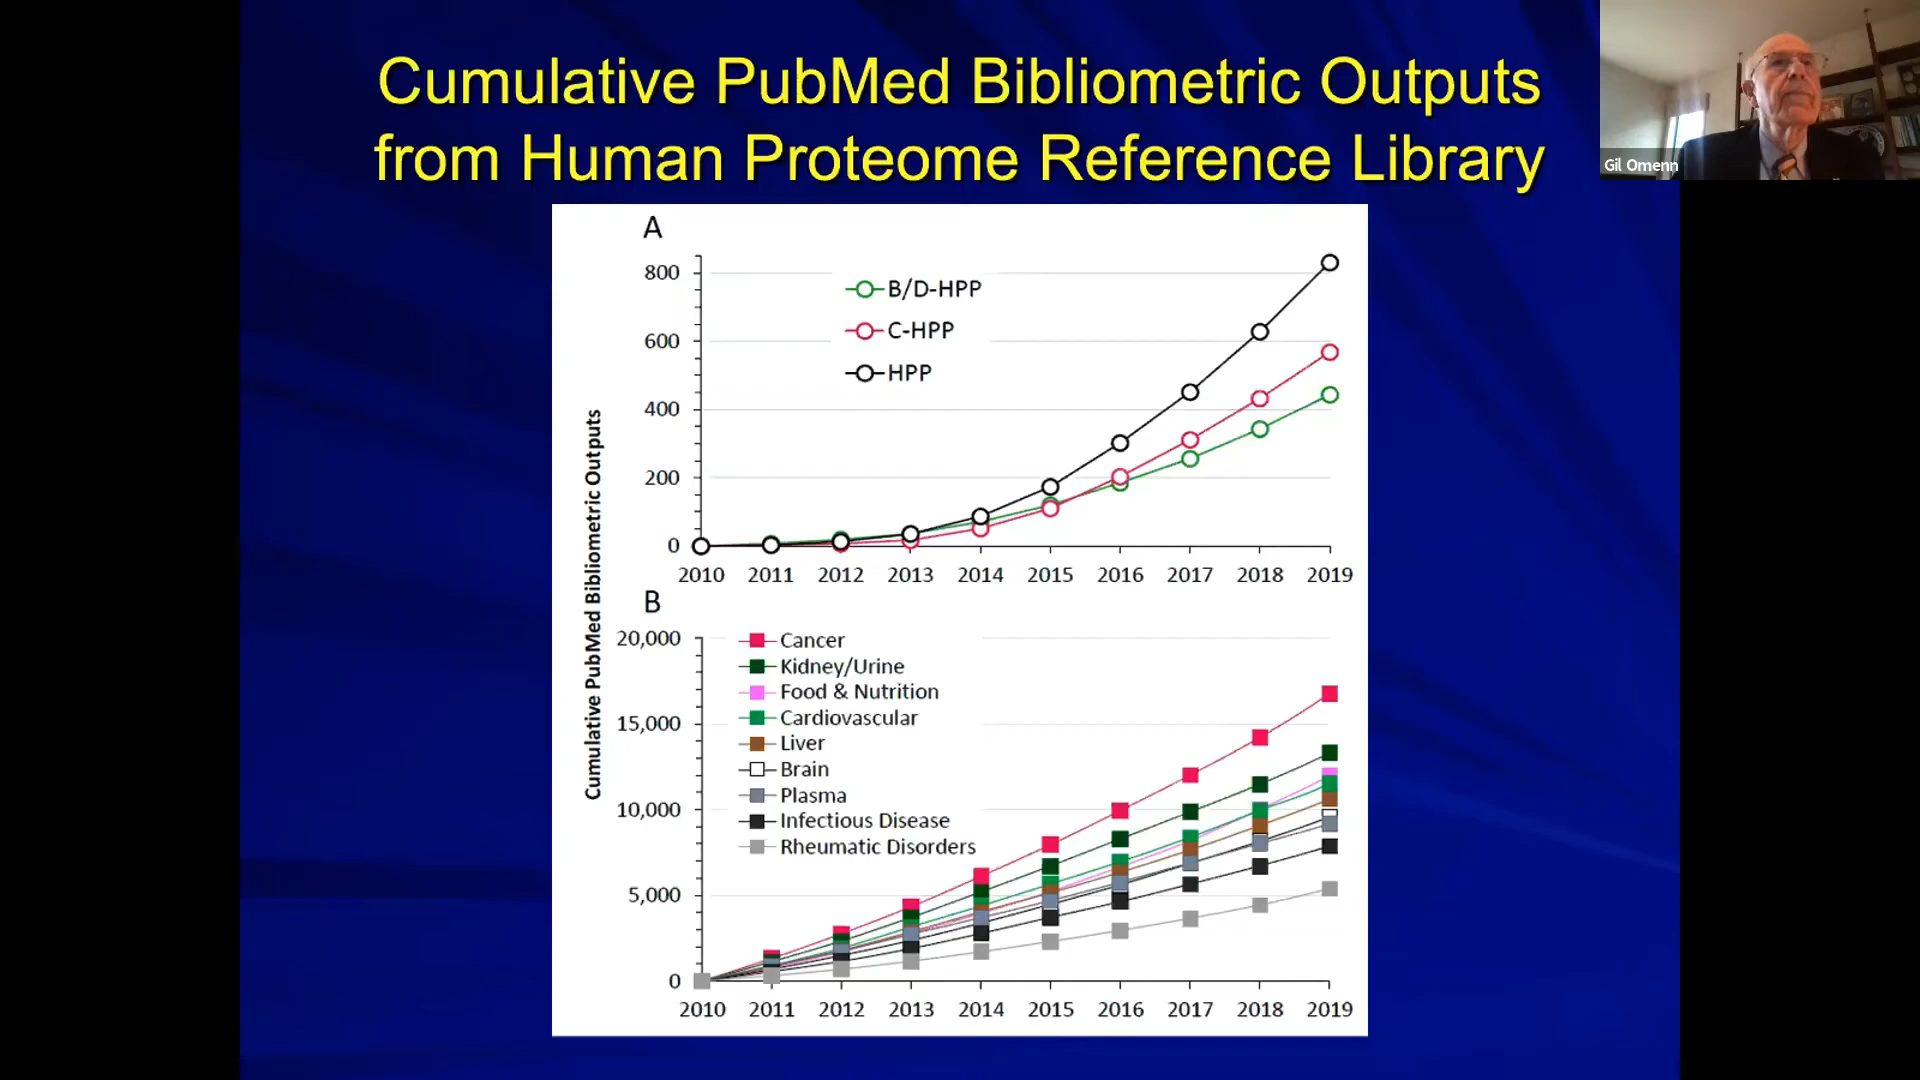 Cumulative PubMed Bibliometric Outputs
from Human Proteome Reference Library
Gil Omenn
A
Cumulative PubMed Bibliometric Outputs
800
600
400
200
0
B/D-HPP
C-HPP
HPP
2010 2011 2012 2013 2014 2015 2016 2017 2018 2019
B
20,000
15,000
10,000
5,000
0
Cancer
Kidney/Urine
Food & Nutrition
Cardiovascular
Liver
Brain
Plasma
Infectious Disease
Rheumatic Disorders
2010 2011 2012 2013 2014 2015 2016 2017 2018 2019